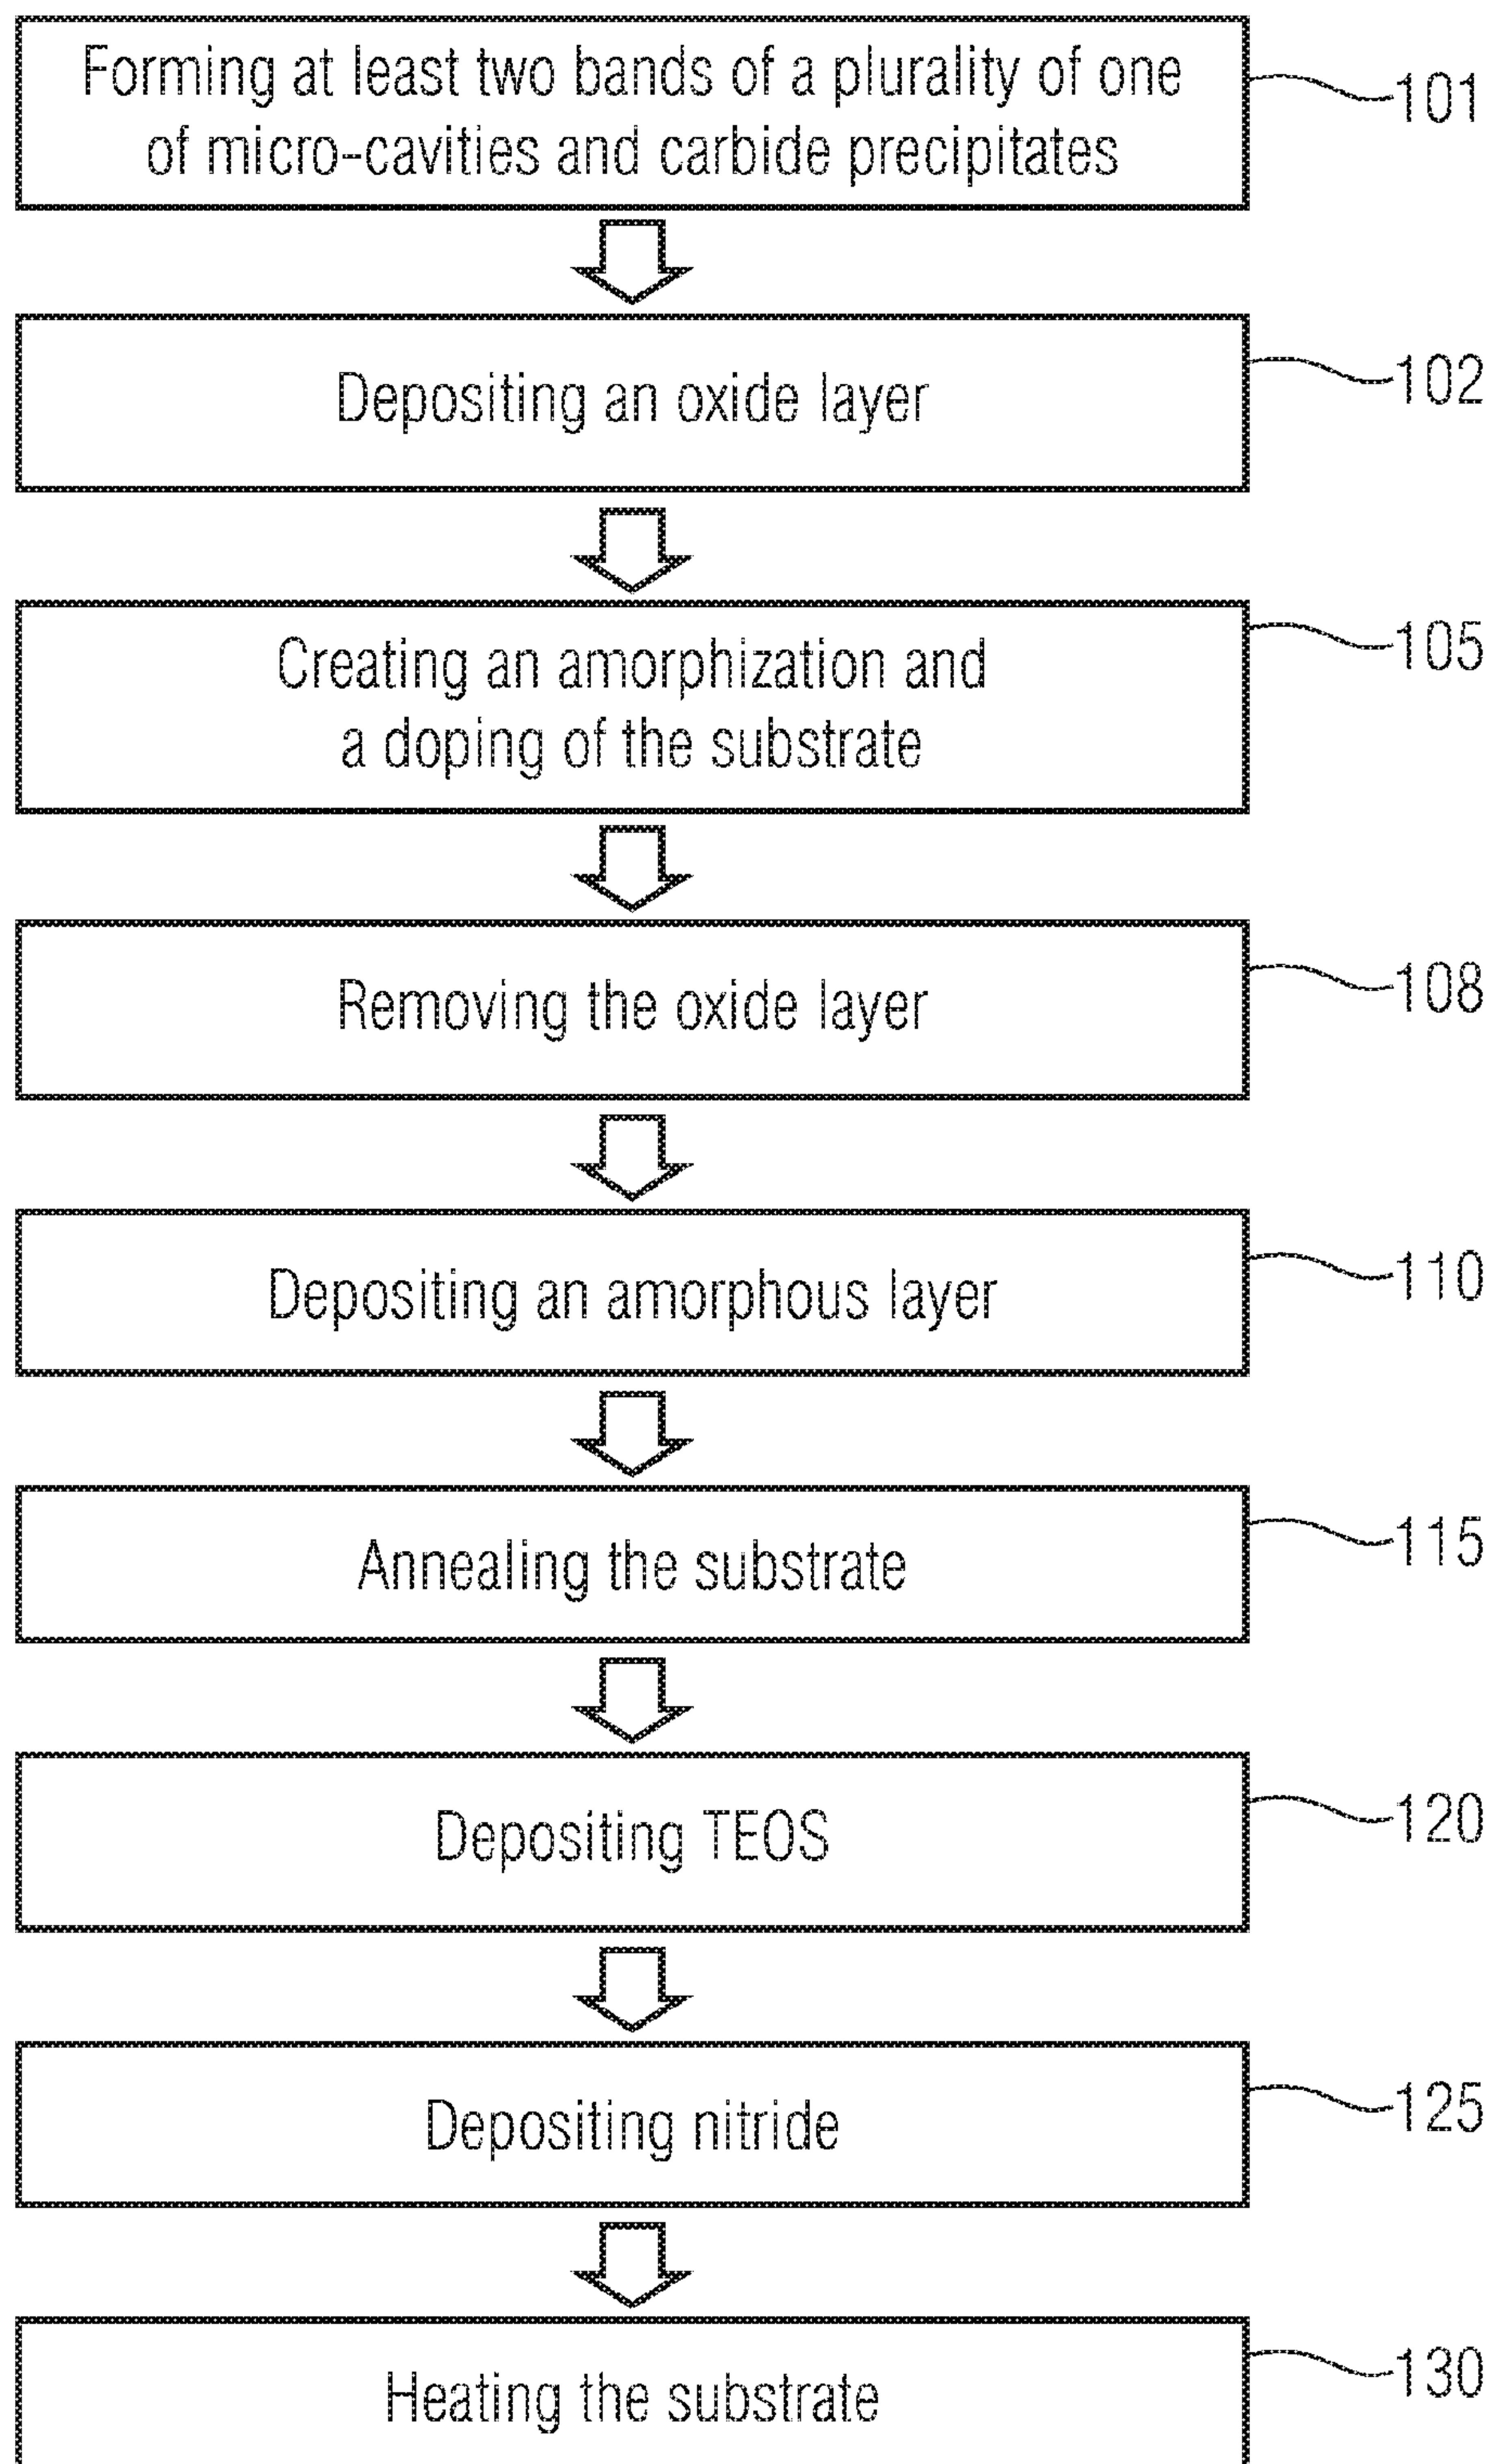 Forming at least two bands of a plurality of one
of micro-cavities and carbide precipitates
101
Depositing an oxide layer
102
Creating an amorphization and
a doping of the substrate
105
Removing the oxide layer
108
Depositing an amorphous layer
110
Annealing the substrate
115
Depositing TEOS
120
Depositing nitride
125
Heating the substrate
130